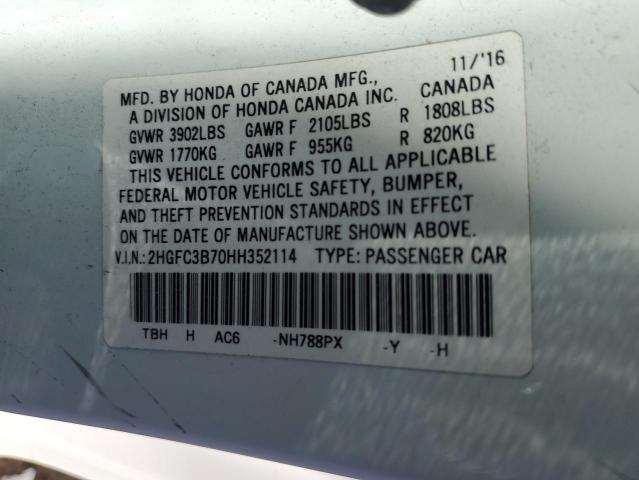 11/'16
MFD. BY HONDA OF CANADA MFG., CANADA
A DIVISION OF HONDA CANADA INC.
GVWR 3902LBS GAWR F 2105LBS R 1808LBS
GVWR 1770KG GAWR F 955KG R 820KG
THIS VEHICLE CONFORMS TO ALL APPLICABLE
FEDERAL MOTOR VEHICLE SAFETY, BUMPER,
AND THEFT PREVENTION STANDARDS IN EFFECT
ON THE DATE OF MANUFACTURE SHOWN ABOVE.
V.I.N.: 2HGFC3B70HH352114 TYPE: PASSENGER CAR
TBH H AC6 -NH788PX -Y -H